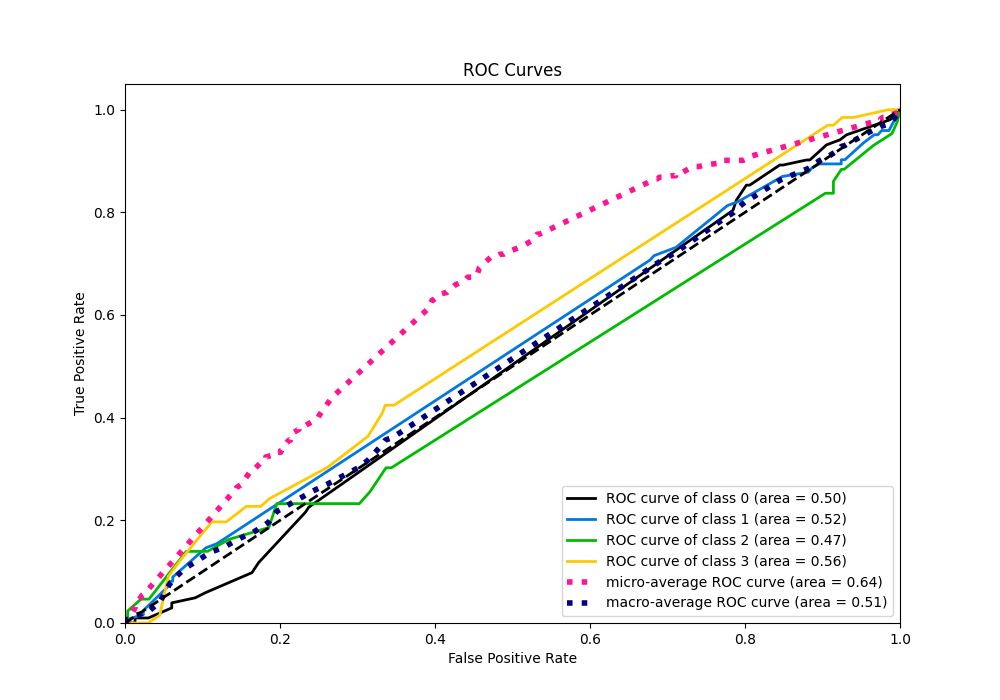 ROC Curves
1.0
0.8
0.6
0.4
0.2
0.0
True Positive Rate
0.0 0.2 0.4 0.6 0.8 1.0
False Positive Rate
ROC curve of class 0 (area = 0.50)
ROC curve of class 1 (area = 0.52)
ROC curve of class 2 (area = 0.47)
ROC curve of class 3 (area = 0.56)
micro-average ROC curve (area = 0.64)
macro-average ROC curve (area = 0.51)